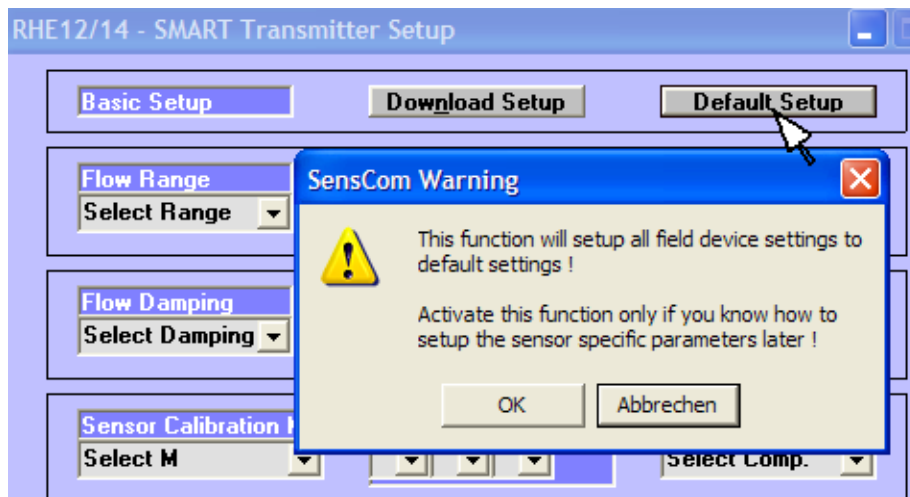 RHE12/14 - SMART Transmitter Setup
Basic Setup
Download Setup
Default Setup
Flow Range
Select Range
SensCom Warning
This function will setup all field device settings to
default settings !
Activate this function only if you know how to
setup the sensor specific parameters later !
OK
Abbrechen
Flow Damping
Select Damping
Sensor Calibration
Select M
Select Comp.